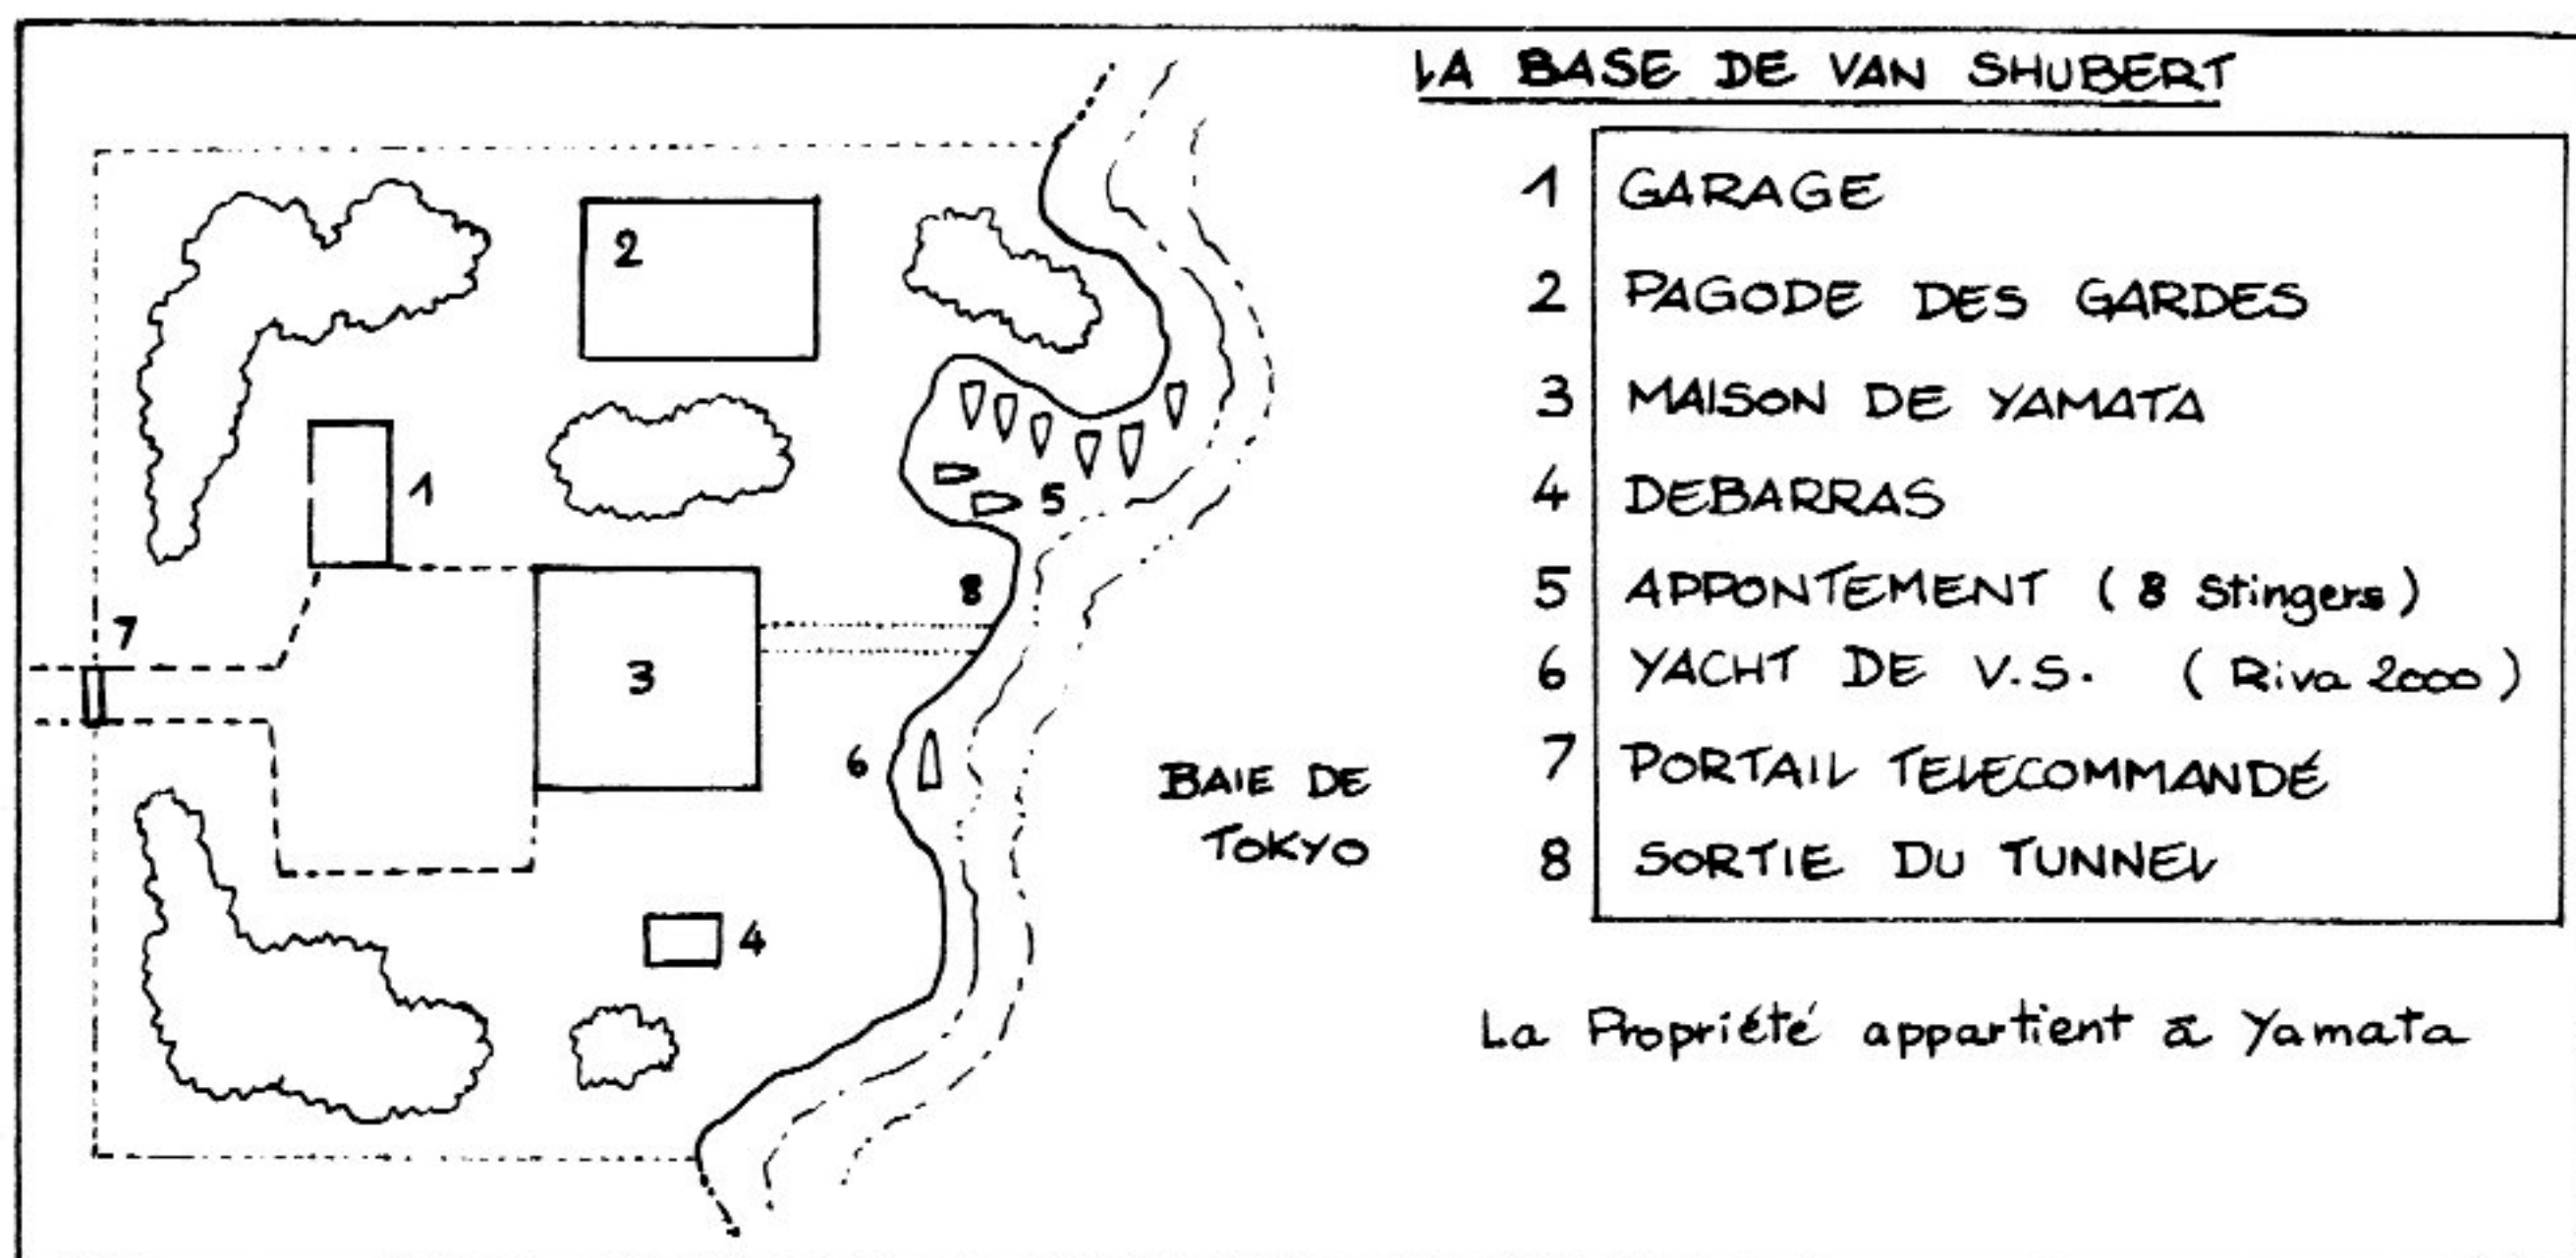 LA BASE DE VAN SHUBERT
1 GARAGE
2 PAGODE DES GARDES
3 MAISON DE YAMATA
4 DEBARRAS
5 APPONTEMENT (8 Stingers)
6 YACHT DE V.S. (Riva 2000)
7 PORTAIL TELECOMMANDÉ
8 SORTIE DU TUNNEL
La Propriété appartient à Yamata
2
1
5
8
7
3
6
4
BAIE DE
TOKYO